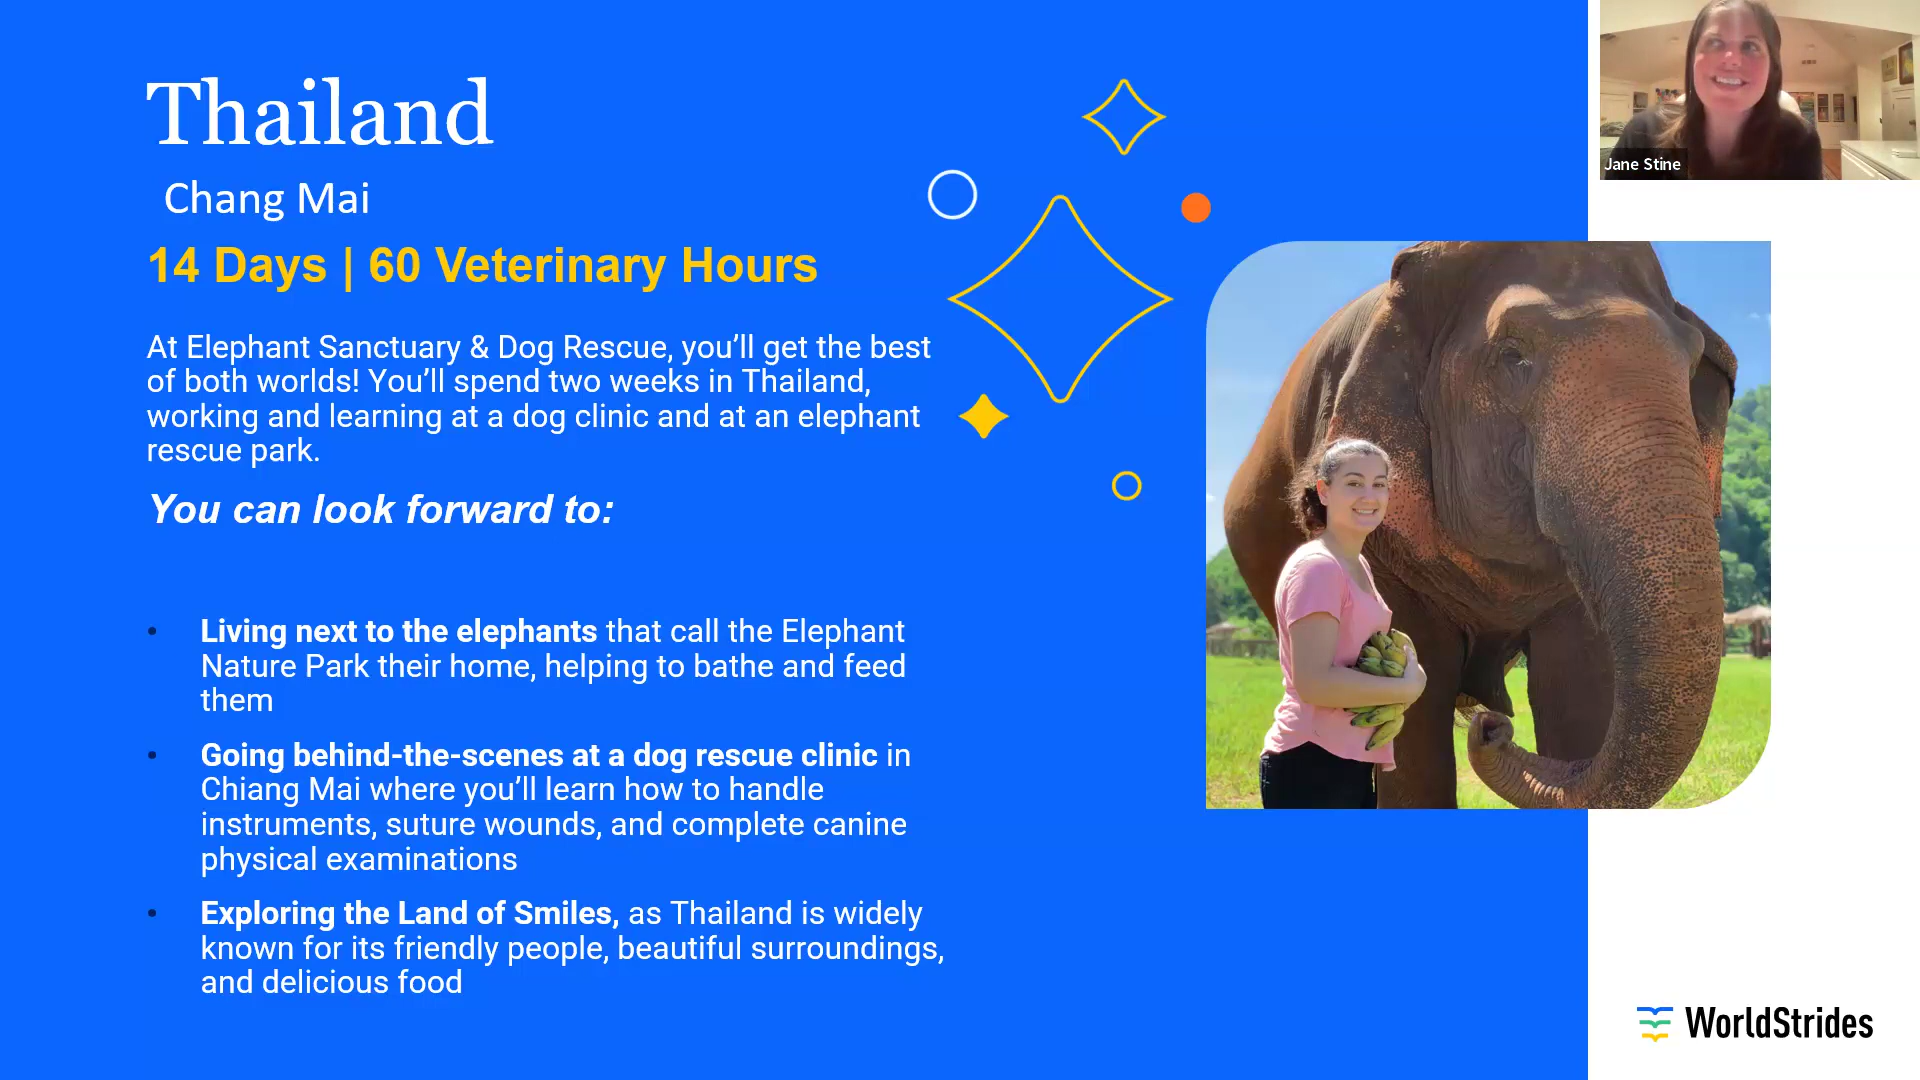 Thailand
Chang Mai
14 Days | 60 Veterinary Hours
At Elephant Sanctuary & Dog Rescue, you’ll get the best
of both worlds! You’ll spend two weeks in Thailand,
working and learning at a dog clinic and at an elephant
rescue park.
You can look forward to:
• Living next to the elephants that call the Elephant
Nature Park their home, helping to bathe and feed
them
• Going behind-the-scenes at a dog rescue clinic in
Chiang Mai where you’ll learn how to handle
instruments, suture wounds, and complete canine
physical examinations
• Exploring the Land of Smiles, as Thailand is widely
known for its friendly people, beautiful surroundings,
and delicious food
Jane Stine
WorldStrides